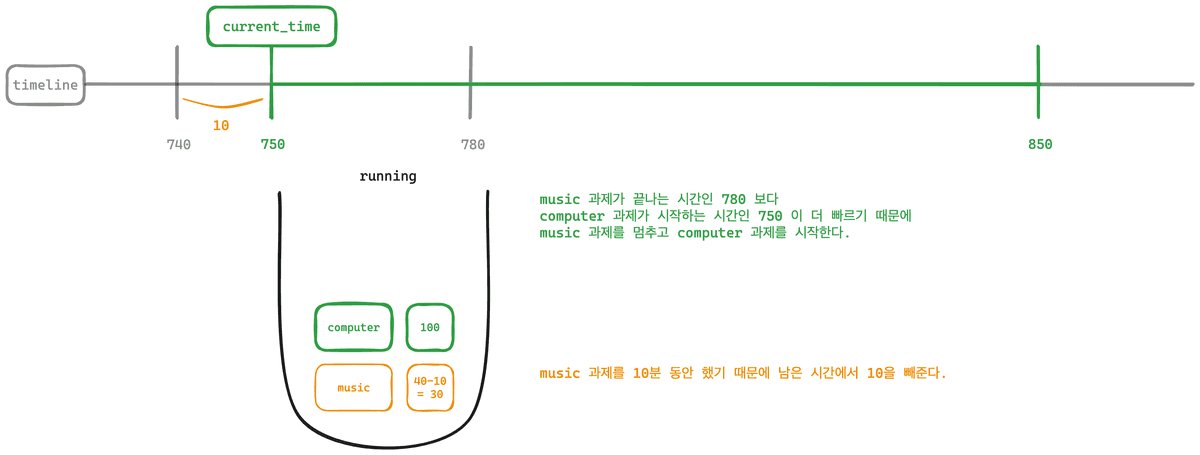 current_time
timeline
10
740
750
780
850
running
music 과제가 끝나는 시간인 780 보다
computer 과제가 시작하는 시간인 750 이 더 빠르기 때문에
music 과제를 멈추고 computer 과제를 시작한다.
computer
100
music
40-10
= 30
music 과제를 10분 동안 했기 때문에 남은 시간에서 10을 빼준다.